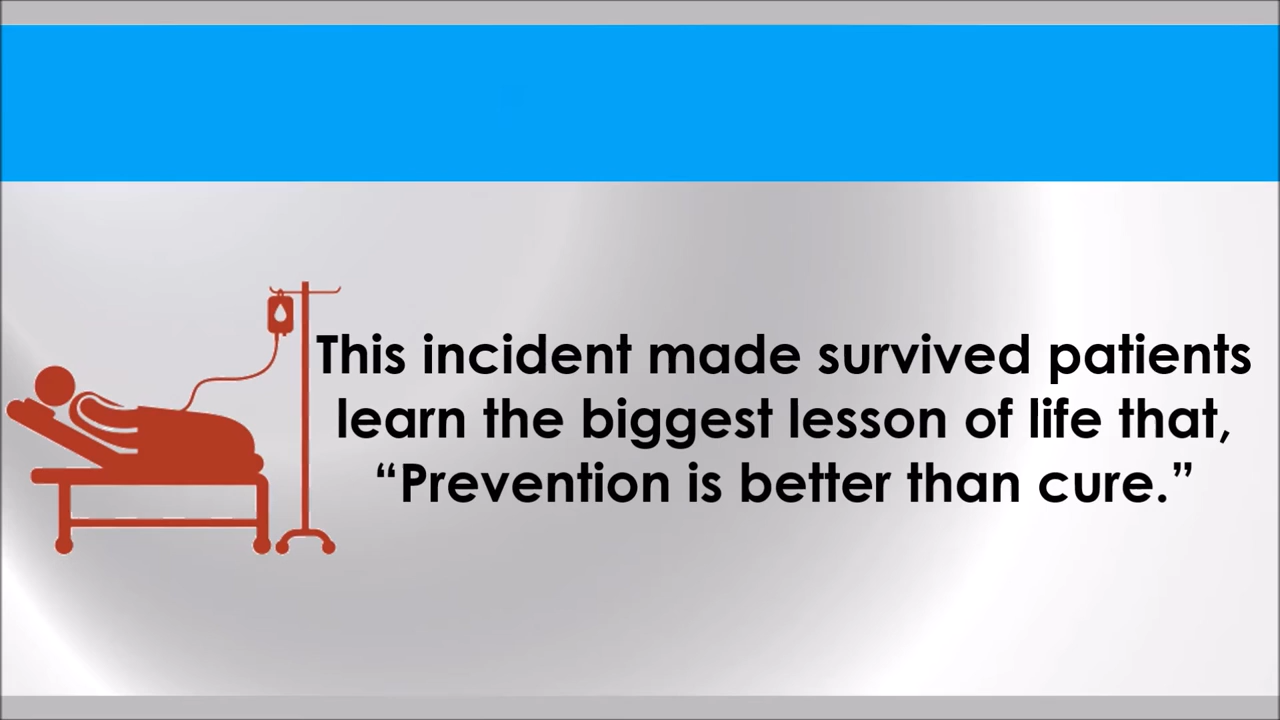 This incident made survived patients
learn the biggest lesson of life that,
“Prevention is better than cure.”